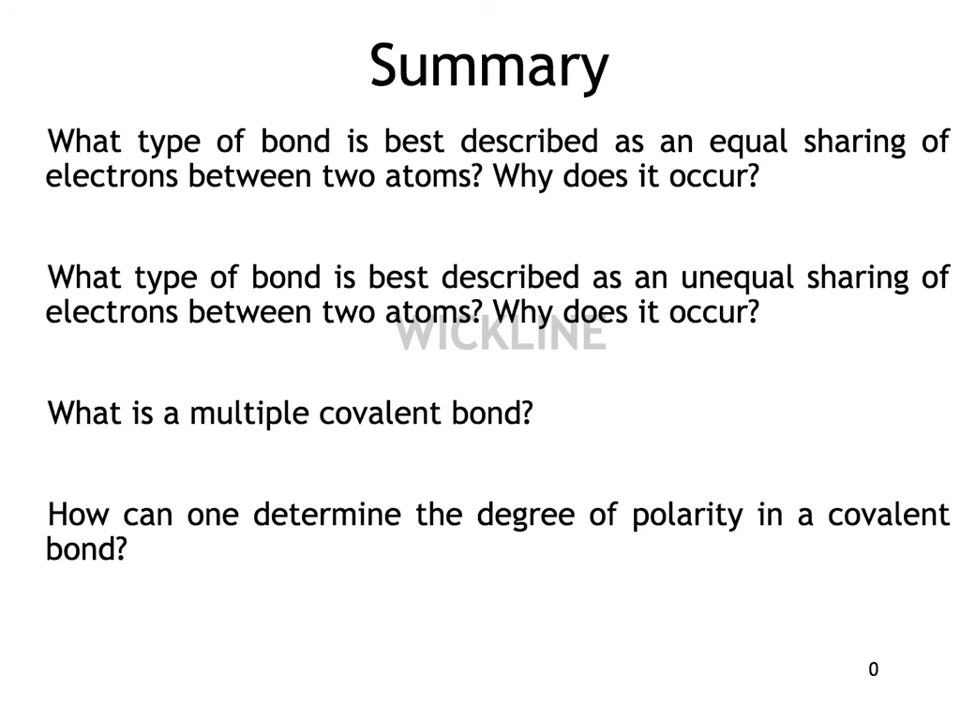 Summary
What type of bond is best described as an equal sharing of
electrons between two atoms? Why does it occur?
What type of bond is best described as an unequal sharing of
electrons between two atoms? Why does it occur?
WICKLINE
What is a multiple covalent bond?
How can one determine the degree of polarity in a covalent
bond?
0